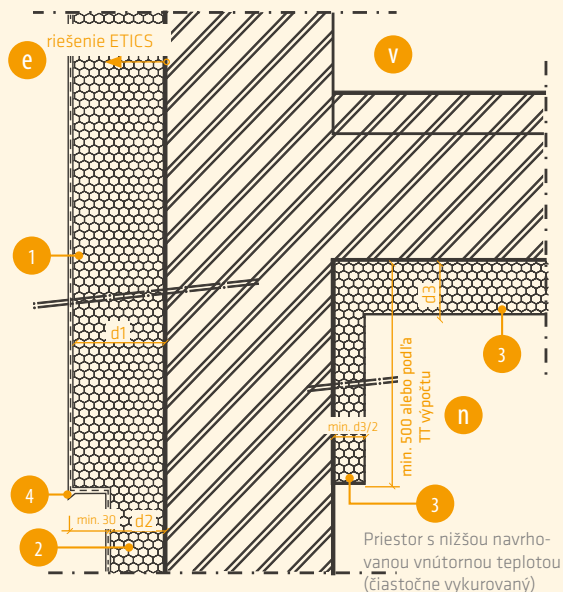 riešenie ETICS
e
v
1
d1
d3
3
min. 500 alebo podľa
TT výpočtu
n
min. d3/2
4
min. 30
d2
2
3
Priestor s nižšou navrho-
vanou vnútornou teplotou
(čiastočne vykurovaný)